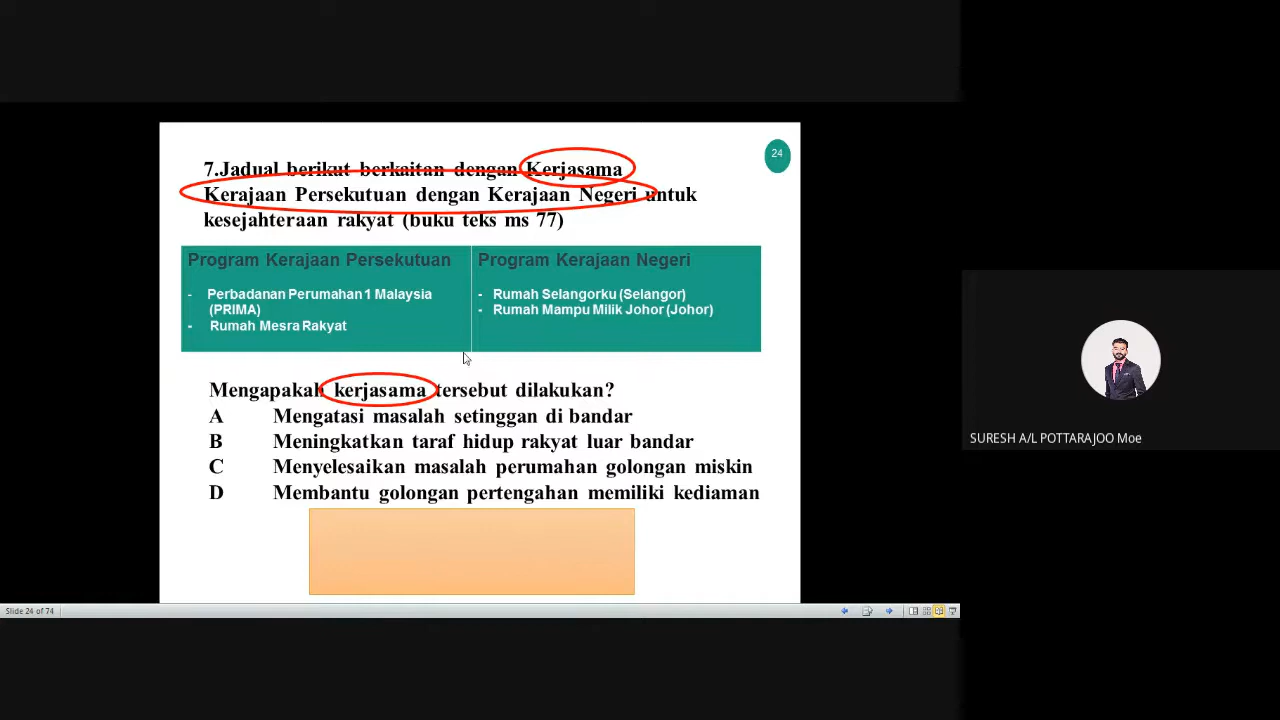 24
7.Jadual berikut berkaitan dengan Kerjasama
Kerajaan Persekutuan dengan Kerajaan Negeri untuk
kesejahteraan rakyat (buku teks ms 77)
Program Kerajaan Persekutuan
- Perbadanan Perumahan 1 Malaysia
(PRIMA)
- Rumah Mesra Rakyat
Program Kerajaan Negeri
- Rumah Selangorku (Selangor)
- Rumah Mampu Milik Johor (Johor)
Mengapakah kerjasama tersebut dilakukan?
A Mengatasi masalah setinggan di bandar
B Meningkatkan taraf hidup rakyat luar bandar
C Menyelesaikan masalah perumahan golongan miskin
D Membantu golongan pertengahan memiliki kediaman
Slide 24 of 74
SURESH A/L POTTARAJOO Moe